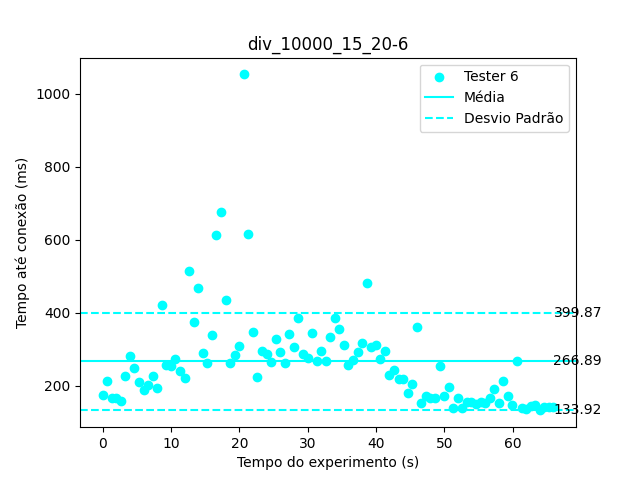 div_10000_15_20-6
Tester 6
Média
Desvio Padrão
Tempo até conexão (ms)
1000
800
600
400
200
399.87
266.89
133.92
0 10 20 30 40 50 60
Tempo do experimento (s)